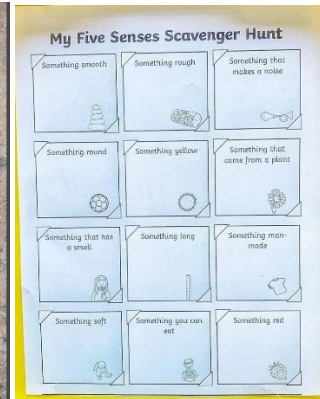 My Five Senses Scavenger Hunt
Something smooth
Something rough
Something that
makes a noise
Something round
Something yellow
Something that
came from a plant
Something that has
a smell
Something long
Something man-
made
Something soft
Something you can
eat
Something red